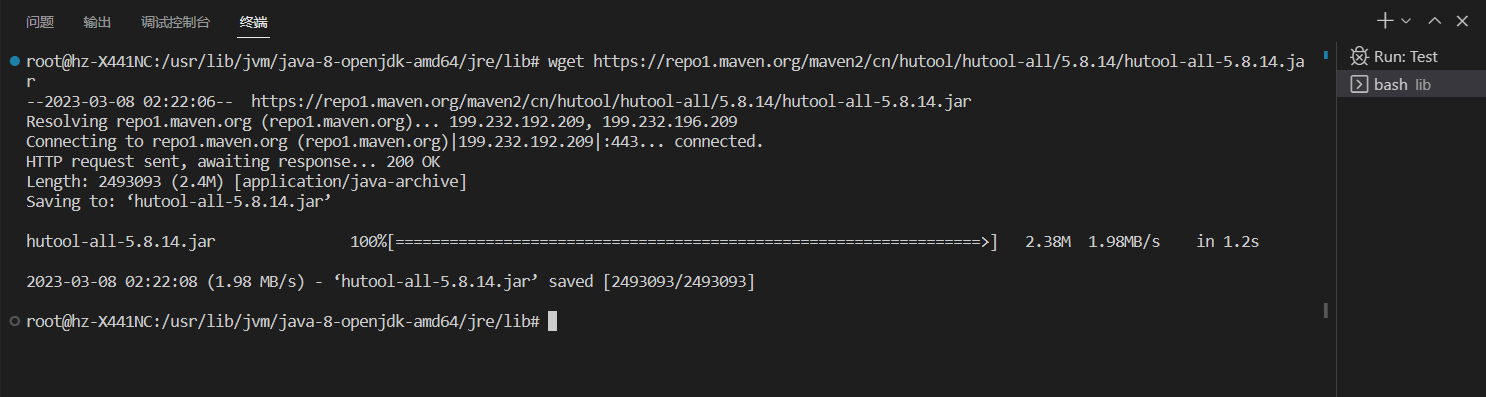 问题 输出 调试控制台 终端
root@hz-X441NC:/usr/lib/jvm/java-8-openjdk-amd64/jre/lib# wget https://repo1.maven.org/maven2/cn/hutool/hutool-all/5.8.14/hutool-all-5.8.14.ja
r
--2023-03-08 02:22:06--  https://repo1.maven.org/maven2/cn/hutool/hutool-all/5.8.14/hutool-all-5.8.14.jar
Resolving repo1.maven.org (repo1.maven.org)... 199.232.192.209, 199.232.196.209
Connecting to repo1.maven.org (repo1.maven.org)|199.232.192.209|:443... connected.
HTTP request sent, awaiting response... 200 OK
Length: 2493093 (2.4M) [application/java-archive]
Saving to: ‘hutool-all-5.8.14.jar’
hutool-all-5.8.14.jar 100%[=================================================================>] 2.38M 1.98MB/s in 1.2s
2023-03-08 02:22:08 (1.98 MB/s) - ‘hutool-all-5.8.14.jar’ saved [2493093/2493093]
root@hz-X441NC:/usr/lib/jvm/java-8-openjdk-amd64/jre/lib#
Run: Test
bash lib